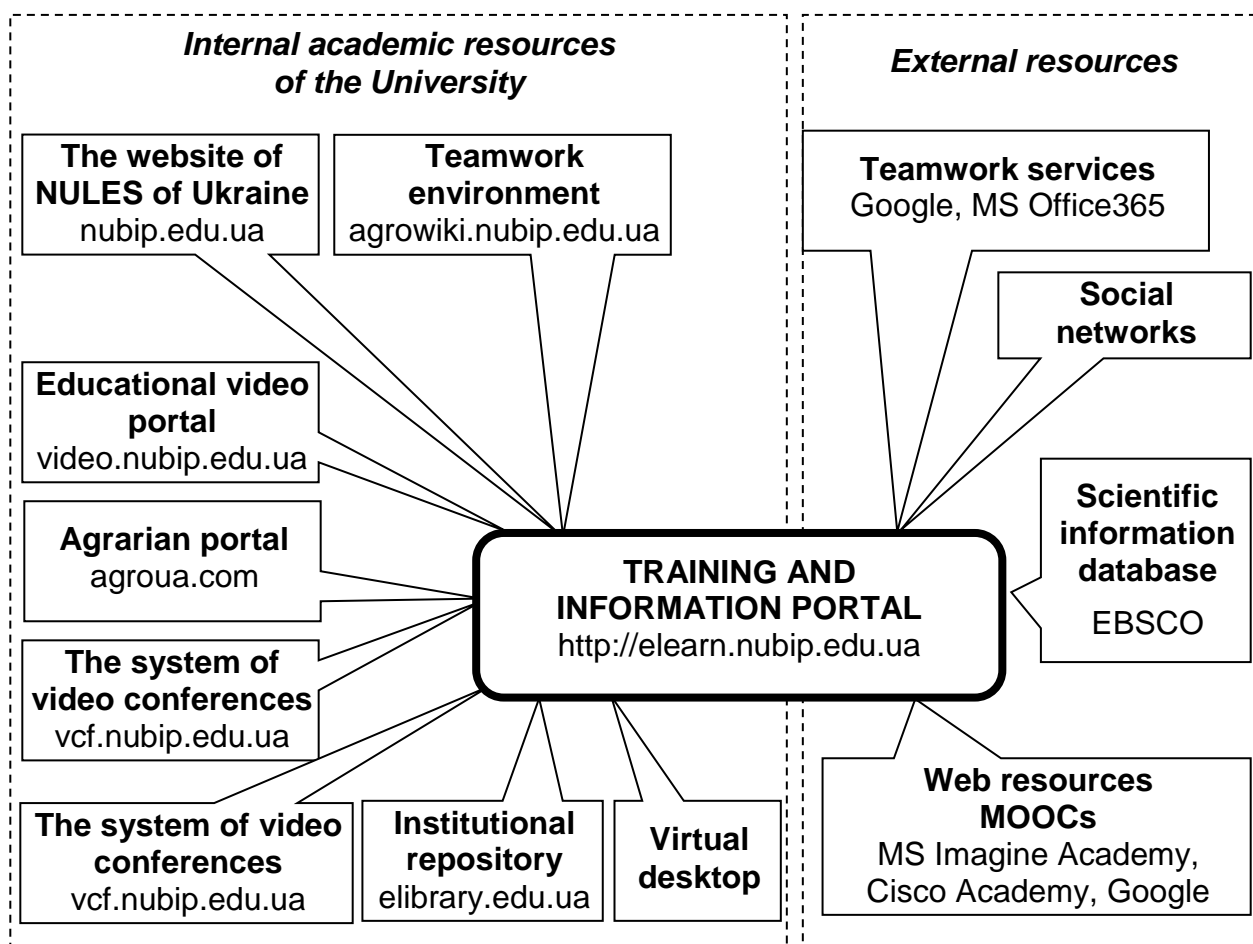 Internal academic resources
of the University
External resources
The website of
NULES of Ukraine
nubip.edu.ua
Teamwork
environment
agrowiki.nubip.edu.ua
Teamwork services
Google, MS Office365
Social
networks
Educational video
portal
video.nubip.edu.ua
Agrarian portal
agroua.com
Scientific
information
database
EBSCO
TRAINING AND
INFORMATION PORTAL
http://elearn.nubip.edu.ua
The system of
video conferences
vcf.nubip.edu.ua
The system of video
conferences
vcf.nubip.edu.ua
Institutional
repository
elibrary.edu.ua
Virtual
desktop
Web resources
MOOCs
MS Imagine Academy,
Cisco Academy, Google